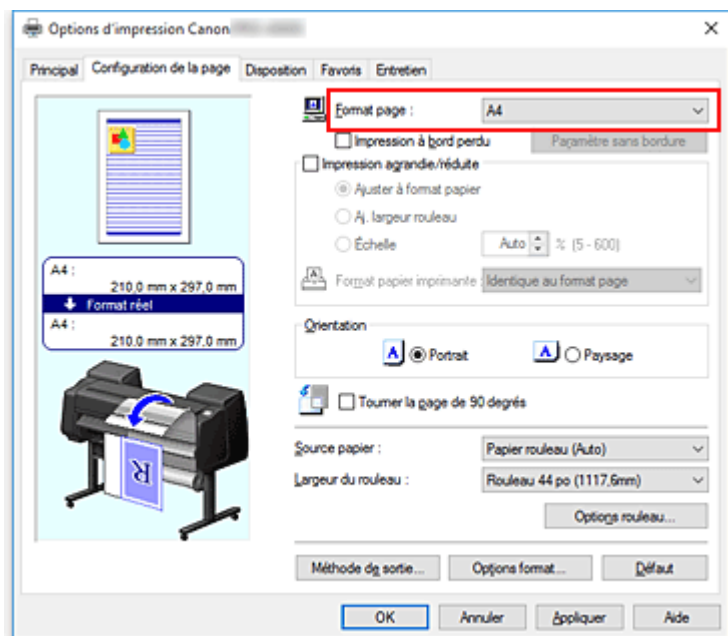 Options d'impression Canon
Principal Configuration de la page Disposition Favoris Entretien
Format page : A4
Impression à bord perdu Paramètre sans bordure
Impression agrandie/réduite
Ajuster à format papier
Aj. largeur rouleau
Échelle Auto % (5 - 600)
Format papier imprimante : Identique au format page
A4 :
210,0 mm x 297,0 mm
Format réel
A4 :
210,0 mm x 297,0 mm
Orientation
A Portrait A Paysage
Tourner la page de 90 degrés
Source papier : Papier rouleau (Auto)
Largeur du rouleau : Rouleau 44 po (1117,6mm)
Options rouleau...
Méthode de sortie... Options format... Défaut
OK Annuler Appliquer Aide